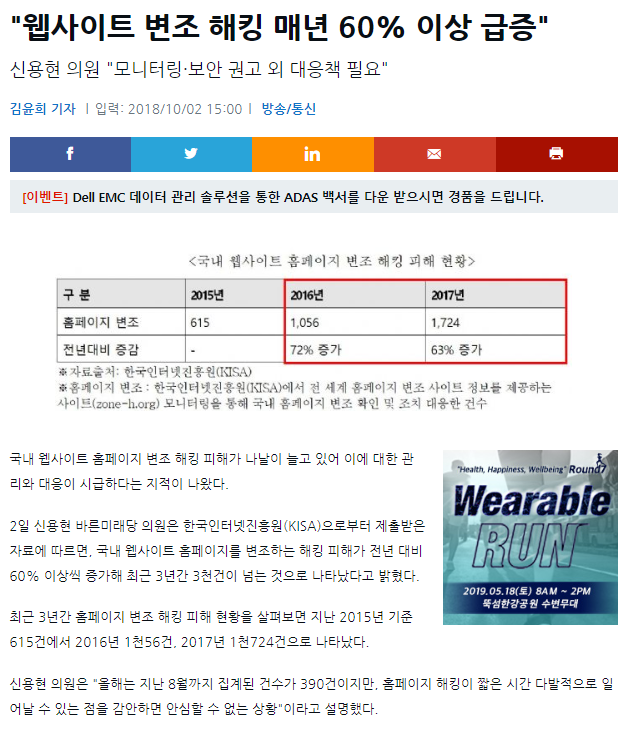 "웹사이트 변조 해킹 매년 60% 이상 급증"
신용현 의원 "모니터링·보안 권고 외 대응책 필요"
김윤희 기자 | 입력: 2018/10/02 15:00 | 방송/통신
[이벤트] Dell EMC 데이터 관리 솔루션을 통한 ADAS 백서를 다운 받으시면 경품을 드립니다.
<국내 웹사이트 홈페이지 변조 해킹 피해 현황>
구 분 2015년 2016년 2017년
홈페이지 변조 615 1,056 1,724
전년대비 증감 - 72% 증가 63% 증가
※자료출처: 한국인터넷진흥원(KISA)
※홈페이지 변조 : 한국인터넷진흥원(KISA)에서 전 세계 홈페이지 변조 사이트 정보를 제공하는
사이트(zone-h.org) 모니터링을 통해 국내 홈페이지 변조 확인 및 조치 대응한 건수
국내 웹사이트 홈페이지 변조 해킹 피해가 나날이 늘고 있어 이에 대한 관
리와 대응이 시급하다는 지적이 나왔다.
2일 신용현 바른미래당 의원은 한국인터넷진흥원(KISA)으로부터 제출받은
자료에 따르면, 국내 웹사이트 홈페이지를 변조하는 해킹 피해가 전년 대비
60% 이상씩 증가해 최근 3년간 3천건이 넘는 것으로 나타났다고 밝혔다.
최근 3년간 홈페이지 변조 해킹 피해 현황을 살펴보면 지난 2015년 기준
615건에서 2016년 1천56건, 2017년 1천724건으로 나타났다.
"Health, Happiness, Wellbeing" Round7
Wearable
RUN
2019.05.18(토) 8AM ~ 2PM
뚝섬한강공원 수변무대
신용현 의원은 "올해는 지난 8월까지 집계된 건수가 390건이지만, 홈페이지 해킹이 짧은 시간 다발적으로 일
어날 수 있는 점을 감안하면 안심할 수 없는 상황"이라고 설명했다.